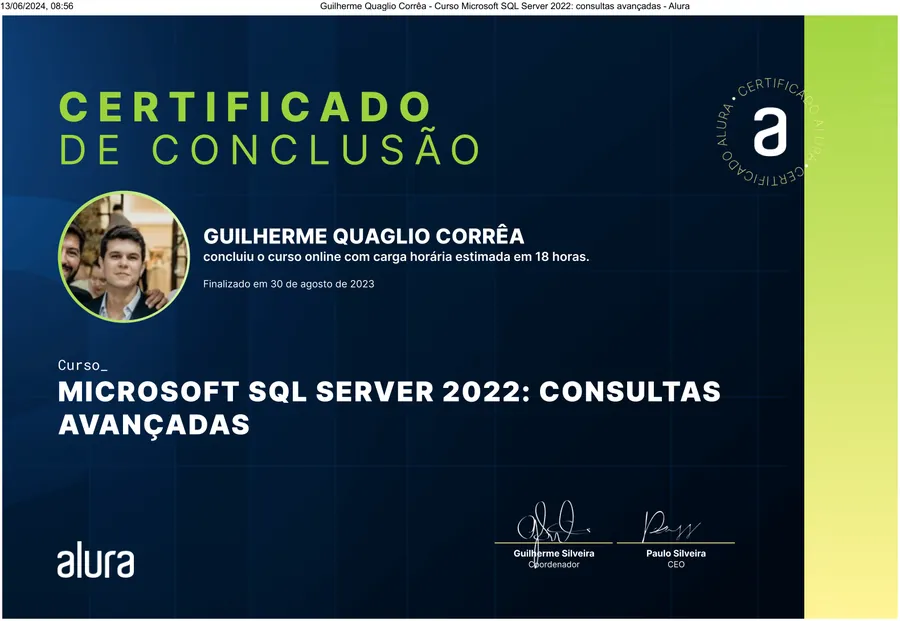 13/06/2024, 08:56
Guilherme Quaglio Corrêa - Curso Microsoft SQL Server 2022: consultas avançadas - Alura
CERTIFICADO
DE CONCLUSÃO
CERTIFICADO ALURA • CERTIFICADO ALURA •
a
GUILHERME QUAGLIO CORRÊA
concluiu o curso online com carga horária estimada em 18 horas.
Finalizado em 30 de agosto de 2023
Curso_
MICROSOFT SQL SERVER 2022: CONSULTAS
AVANÇADAS
alura
Guilherme Silveira
Coordenador
Paulo Silveira
CEO